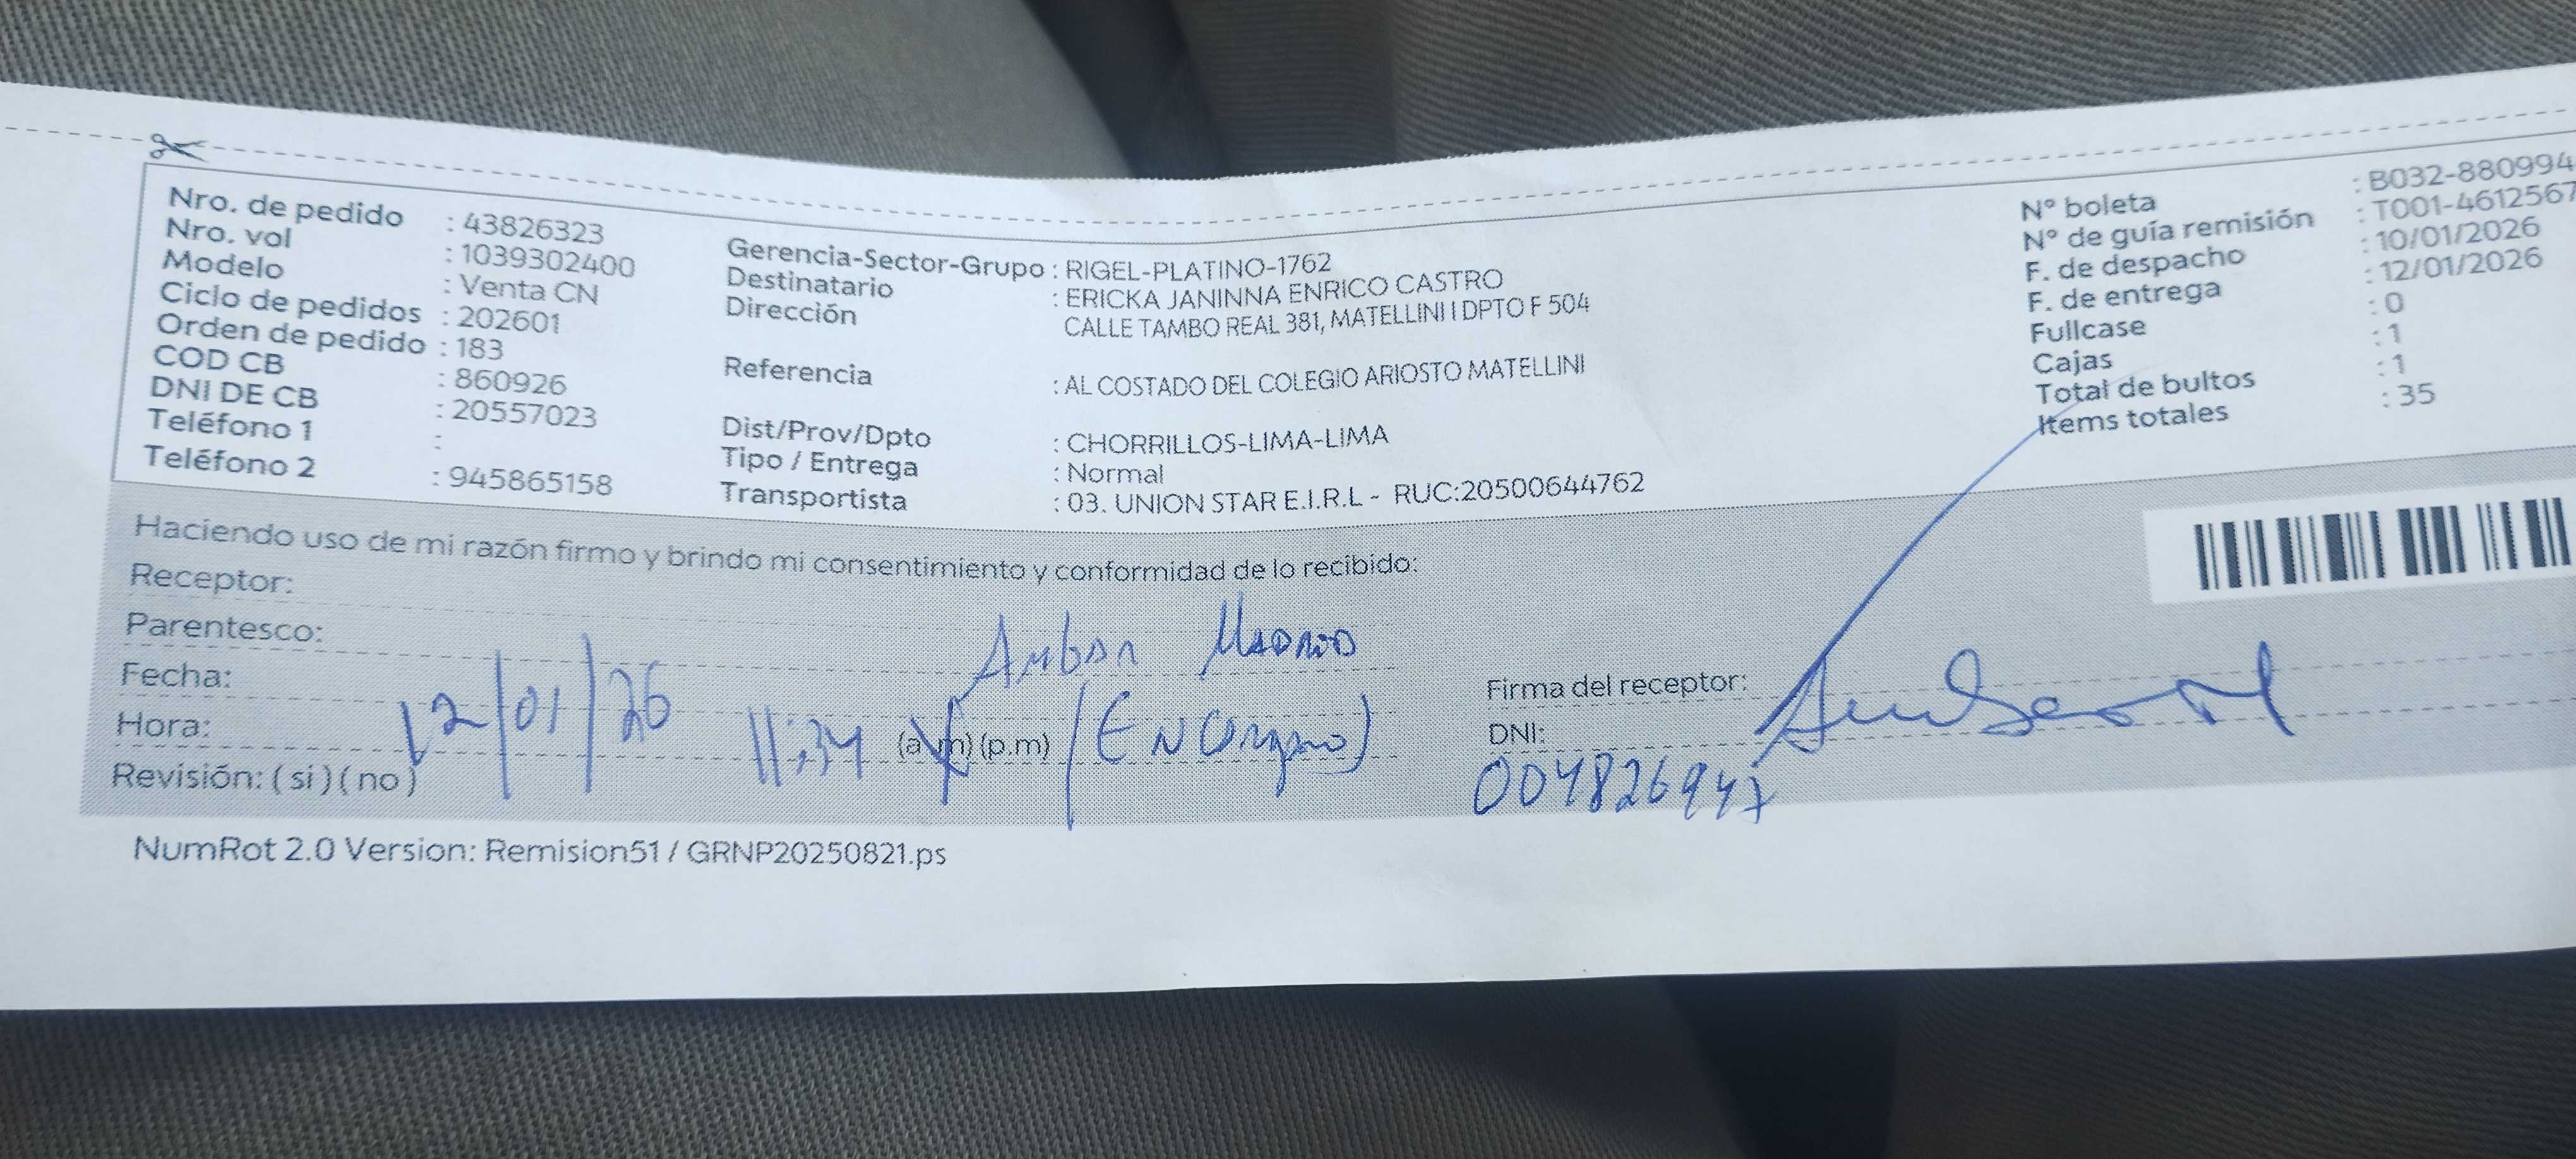 Nro. de pedido : 43826323
Nro. vol : 1039302400
Modelo : Venta CN
Ciclo de pedidos : 202601
Orden de pedido : 183
COD CB : 860926
DNI DE CB : 20557023
Teléfono 1 :
Teléfono 2 : 945865158
Gerencia-Sector-Grupo : RIGEL-PLATINO-1762
Destinatario : ERICKA JANINNA ENRICO CASTRO
Dirección CALLE TAMBO REAL 381, MATELLINI I DPTO F 504
Referencia : AL COSTADO DEL COLEGIO ARIOSTO MATELLINI
Dist/Prov/Dpto : CHORRILLOS-LIMA-LIMA
Tipo / Entrega : Normal
Transportista : 03. UNION STAR E.I.R.L - RUC:20500644762
N° boleta : B032-880994
N° de guía remisión : T001-4612567
F. de despacho : 10/01/2026
F. de entrega : 12/01/2026
Fullcase : 0
Cajas : 1
Total de bultos : 1
Items totales : 35
Haciendo uso de mi razón firmo y brindo mi consentimiento y conformidad de lo recibido:
Receptor:
Parentesco: Ambar Madrid
Fecha: 12/01/26
Hora: 11:34 (a.m) (p.m) (Encargado)
Revisión: ( si ) ( no )
Firma del receptor:
DNI: 004826947
NumRot 2.0 Version: Remision51 / GRNP20250821.ps